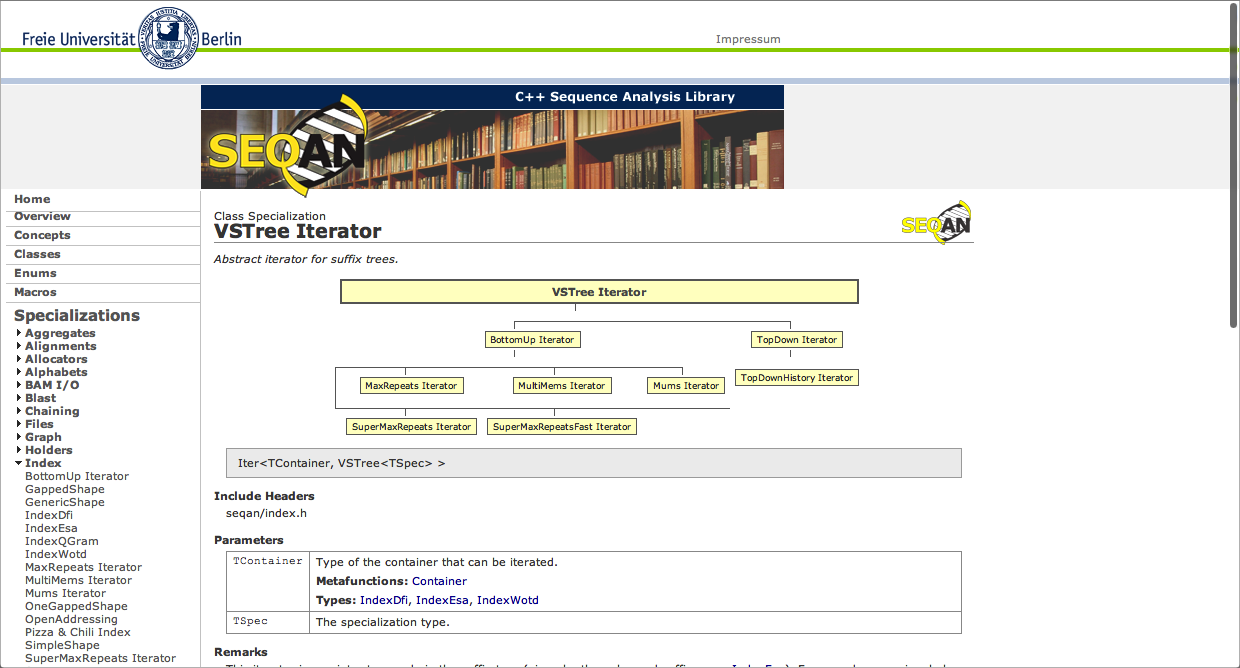 Freie Universität Berlin
Impressum
C++ Sequence Analysis Library
SEQAN
Home
Overview
Concepts
Classes
Enums
Macros
Specializations
Aggregates
Alignments
Allocators
Alphabets
BAM I/O
Blast
Chaining
Files
Graph
Holders
Index
BottomUp Iterator
GappedShape
GenericShape
IndexDfi
IndexEsa
IndexQGram
IndexWotd
MaxRepeats Iterator
MultiMems Iterator
Mums Iterator
OneGappedShape
OpenAddressing
Pizza & Chili Index
SimpleShape
SuperMaxRepeats Iterator
Class Specialization
VSTree Iterator
SEQAN
Abstract iterator for suffix trees.
VSTree Iterator
BottomUp Iterator
TopDown Iterator
MaxRepeats Iterator
MultiMems Iterator
Mums Iterator
TopDownHistory Iterator
SuperMaxRepeats Iterator
SuperMaxRepeatsFast Iterator
Iter<TContainer, VSTree<TSpec> >
Include Headers
seqan/index.h
Parameters
TContainer
Type of the container that can be iterated.
Metafunctions: Container
Types: IndexDfi, IndexEsa, IndexWotd
TSpec
The specialization type.
Remarks